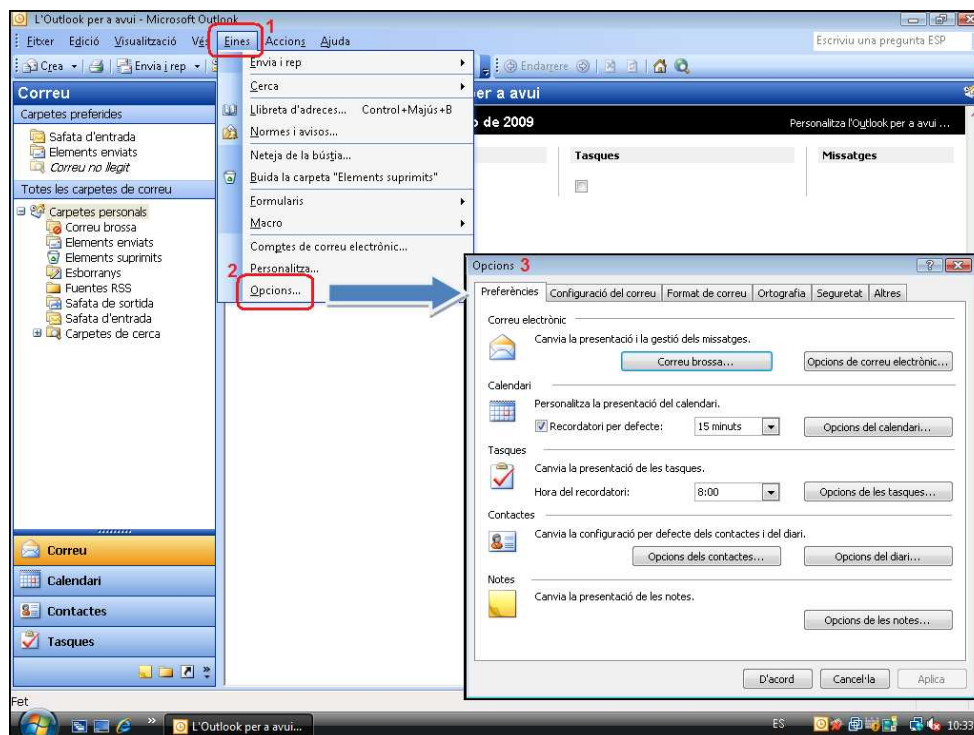 L'Outlook per a avui - Microsoft Outlook
1
Fitxer Edició Visualització Vés Eines Accions Ajuda
Escriviu una pregunta ESP
Crea Envia i rep
Endarrere
Correu
Carpetes preferides
Safata d'entrada
Elements enviats
Correu no llegit
Totes les carpetes de correu
Carpetes personals
Correu brossa
Elements enviats
Elements suprimits
Esborranys
Fuentes RSS
Safata de sortida
Safata d'entrada
Carpetes de cerca
Correu
Calendari
Contactes
Tasques
Envia i rep
Cerca
Llibreta d'adreces... Control+Majús+B
Normes i avisos...
Neteja de la bústia...
Buida la carpeta "Elements suprimits"
Formularis
Macro
Comptes de correu electrònic...
Personalitza...
2
Opcions...
per a avui
de 2009
Personalitza l'Outlook per a avui ...
Tasques
Missatges
Opcions 3
Preferències Configuració del correu Format de correu Ortografia Seguretat Altres
Correu electrònic
Canvia la presentació i la gestió dels missatges.
Correu brossa... Opcions de correu electrònic...
Calendari
Personalitza la presentació del calendari.
Recordatori per defecte: 15 minuts Opcions del calendari...
Tasques
Canvia la presentació de les tasques.
Hora del recordatori: 8:00 Opcions de les tasques...
Contactes
Canvia la configuració per defecte dels contactes i del diari.
Opcions dels contactes... Opcions del diari...
Notes
Canvia la presentació de les notes.
Opcions de les notes...
D'acord Cancel·la Aplica
Fet
L'Outlook per a avui...
ES
10:33